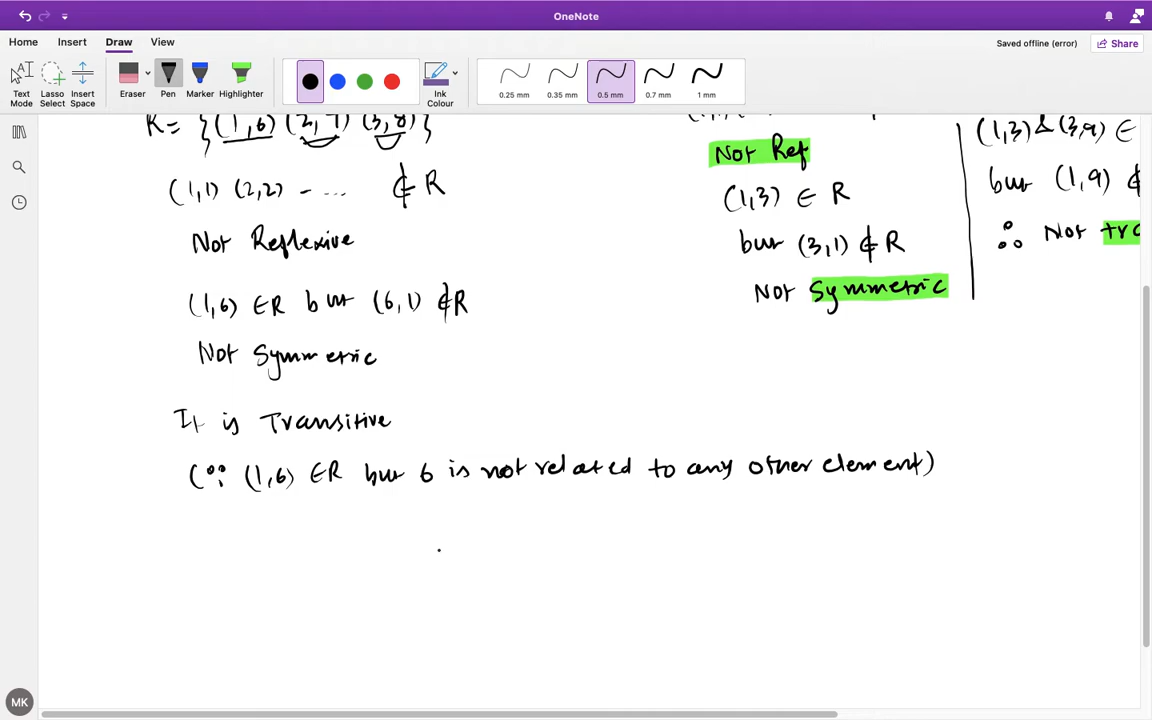 OneNote
Home Insert Draw View
Saved offline (error) Share
Text Mode
Lasso Select
Insert Space
Eraser
Pen
Marker
Highlighter
Ink Colour
0.25 mm 0.35 mm 0.5 mm 0.7 mm 1 mm
R = {(1,6) (2,7) (3,8)}
(1,1) (2,2) - .... ∉ R
Not Reflexive
(1,6) ∈R but (6,1) ∉R
Not Symmetric
It is Transitive
(∵ (1,6) ∈R but 6 is not related to any other element)
Not Ref
(1,3) ∈ R
but (3,1) ∉ R
Not Symmetric
(1,3) & (3,9) ∈
but (1,9) ∉
∴ Not tra
MK